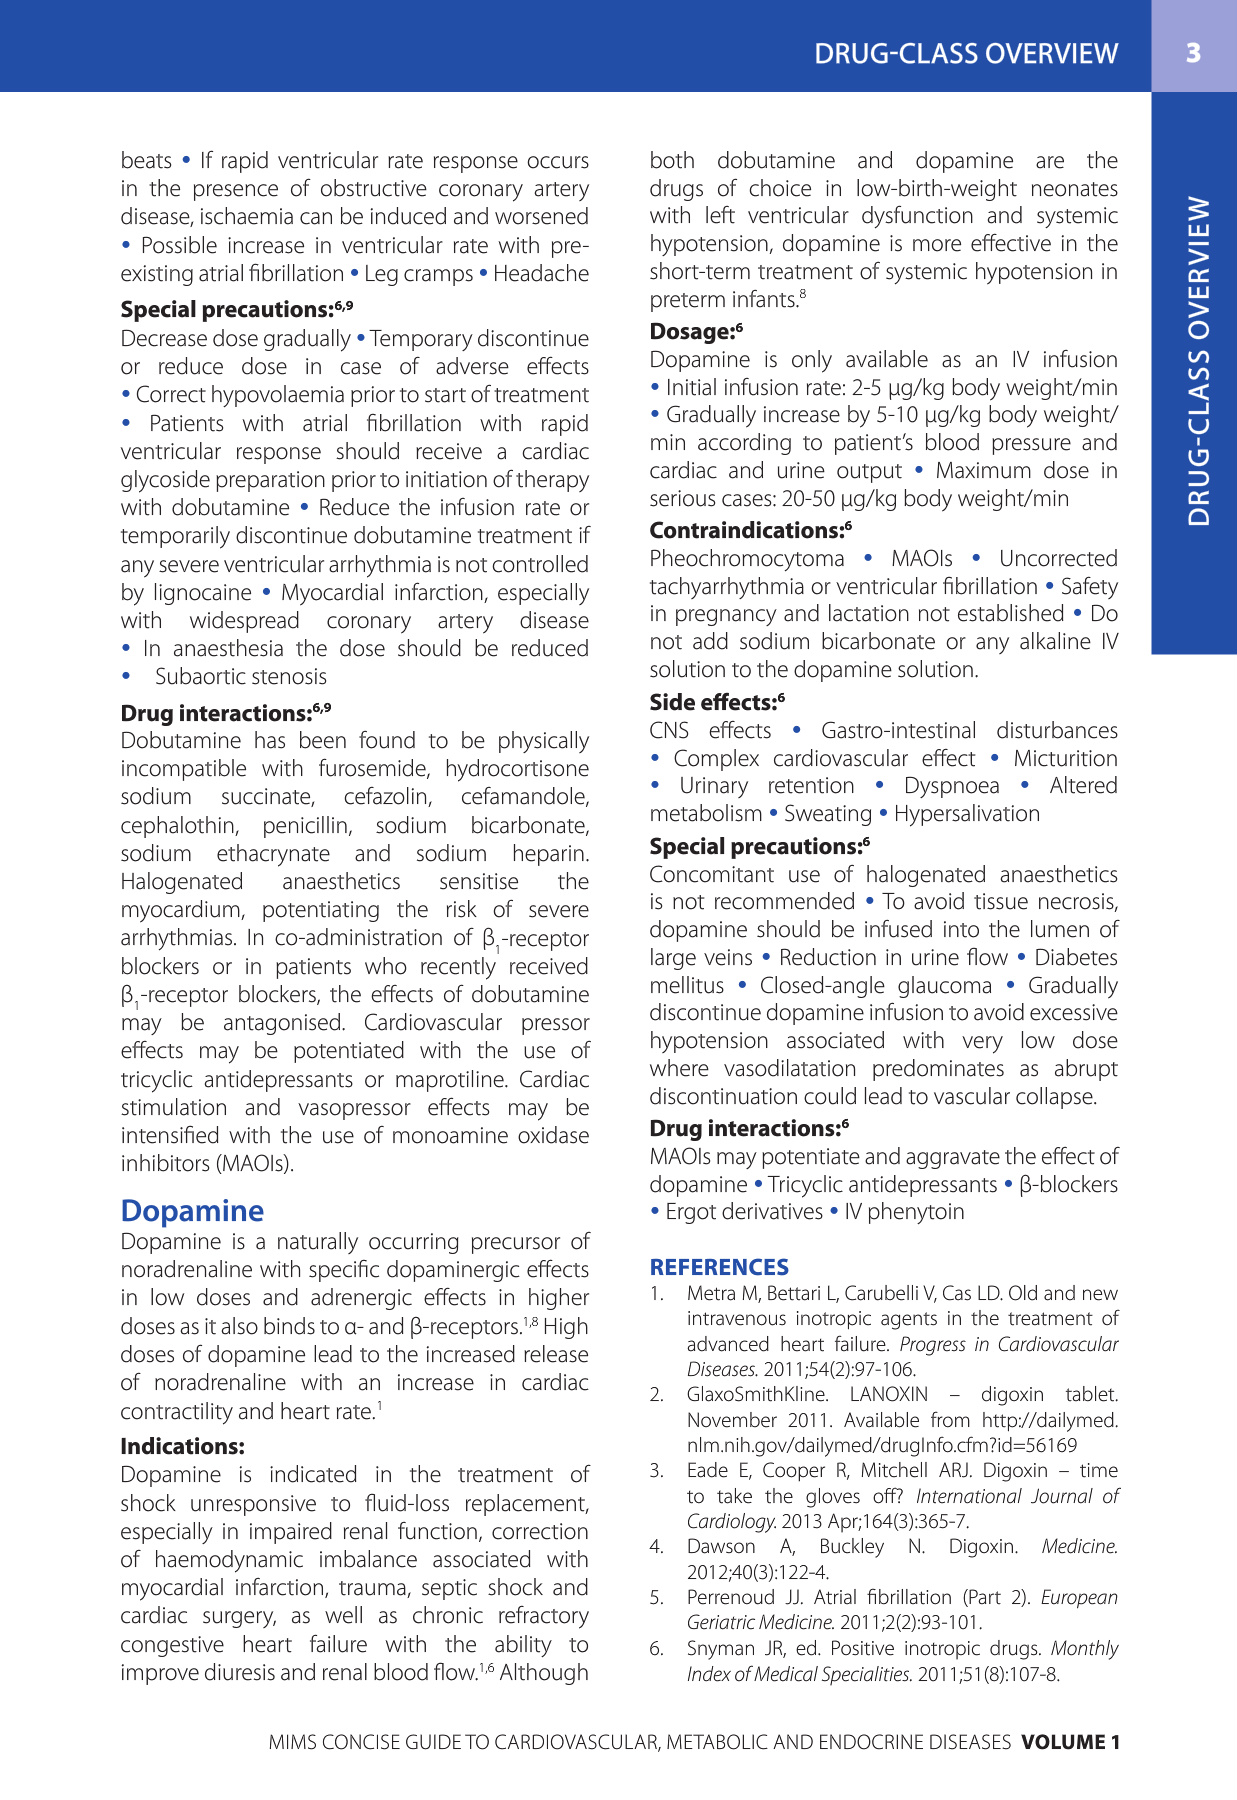 DRUG-CLASS OVERVIEW 3
beats • If rapid ventricular rate response occurs
in the presence of obstructive coronary artery
disease, ischaemia can be induced and worsened
• Possible increase in ventricular rate with pre-
existing atrial fibrillation • Leg cramps • Headache
Special precautions:6,9
Decrease dose gradually • Temporary discontinue
or reduce dose in case of adverse effects
• Correct hypovolaemia prior to start of treatment
• Patients with atrial fibrillation with rapid
ventricular response should receive a cardiac
glycoside preparation prior to initiation of therapy
with dobutamine • Reduce the infusion rate or
temporarily discontinue dobutamine treatment if
any severe ventricular arrhythmia is not controlled
by lignocaine • Myocardial infarction, especially
with widespread coronary artery disease
• In anaesthesia the dose should be reduced
• Subaortic stenosis
Drug interactions:6,9
Dobutamine has been found to be physically
incompatible with furosemide, hydrocortisone
sodium succinate, cefazolin, cefamandole,
cephalothin, penicillin, sodium bicarbonate,
sodium ethacrynate and sodium heparin.
Halogenated anaesthetics sensitise the
myocardium, potentiating the risk of severe
arrhythmias. In co-administration of β1-receptor
blockers or in patients who recently received
β1-receptor blockers, the effects of dobutamine
may be antagonised. Cardiovascular pressor
effects may be potentiated with the use of
tricyclic antidepressants or maprotiline. Cardiac
stimulation and vasopressor effects may be
intensified with the use of monoamine oxidase
inhibitors (MAOIs).
Dopamine
Dopamine is a naturally occurring precursor of
noradrenaline with specific dopaminergic effects
in low doses and adrenergic effects in higher
doses as it also binds to α- and β-receptors.1,8 High
doses of dopamine lead to the increased release
of noradrenaline with an increase in cardiac
contractility and heart rate.1
Indications:
Dopamine is indicated in the treatment of
shock unresponsive to fluid-loss replacement,
especially in impaired renal function, correction
of haemodynamic imbalance associated with
myocardial infarction, trauma, septic shock and
cardiac surgery, as well as chronic refractory
congestive heart failure with the ability to
improve diuresis and renal blood flow.1,6 Although
both dobutamine and dopamine are the
drugs of choice in low-birth-weight neonates
with left ventricular dysfunction and systemic
hypotension, dopamine is more effective in the
short-term treatment of systemic hypotension in
preterm infants.8
Dosage:6
Dopamine is only available as an IV infusion
• Initial infusion rate: 2-5 µg/kg body weight/min
• Gradually increase by 5-10 µg/kg body weight/
min according to patient’s blood pressure and
cardiac and urine output • Maximum dose in
serious cases: 20-50 µg/kg body weight/min
Contraindications:6
Pheochromocytoma • MAOIs • Uncorrected
tachyarrhythmia or ventricular fibrillation • Safety
in pregnancy and lactation not established • Do
not add sodium bicarbonate or any alkaline IV
solution to the dopamine solution.
Side effects:6
CNS effects • Gastro-intestinal disturbances
• Complex cardiovascular effect • Micturition
• Urinary retention • Dyspnoea • Altered
metabolism • Sweating • Hypersalivation
Special precautions:6
Concomitant use of halogenated anaesthetics
is not recommended • To avoid tissue necrosis,
dopamine should be infused into the lumen of
large veins • Reduction in urine flow • Diabetes
mellitus • Closed-angle glaucoma • Gradually
discontinue dopamine infusion to avoid excessive
hypotension associated with very low dose
where vasodilatation predominates as abrupt
discontinuation could lead to vascular collapse.
Drug interactions:6
MAOIs may potentiate and aggravate the effect of
dopamine • Tricyclic antidepressants • β-blockers
• Ergot derivatives • IV phenytoin
REFERENCES
1. Metra M, Bettari L, Carubelli V, Cas LD. Old and new
intravenous inotropic agents in the treatment of
advanced heart failure. Progress in Cardiovascular
Diseases. 2011;54(2):97-106.
2. GlaxoSmithKline. LANOXIN – digoxin tablet.
November 2011. Available from http://dailymed.
nlm.nih.gov/dailymed/drugInfo.cfm?id=56169
3. Eade E, Cooper R, Mitchell ARJ. Digoxin – time
to take the gloves off? International Journal of
Cardiology. 2013 Apr;164(3):365-7.
4. Dawson A, Buckley N. Digoxin. Medicine.
2012;40(3):122-4.
5. Perrenoud JJ. Atrial fibrillation (Part 2). European
Geriatric Medicine. 2011;2(2):93-101.
6. Snyman JR, ed. Positive inotropic drugs. Monthly
Index of Medical Specialities. 2011;51(8):107-8.
DRUG-CLASS OVERVIEW
MIMS CONCISE GUIDE TO CARDIOVASCULAR, METABOLIC AND ENDOCRINE DISEASES VOLUME 1